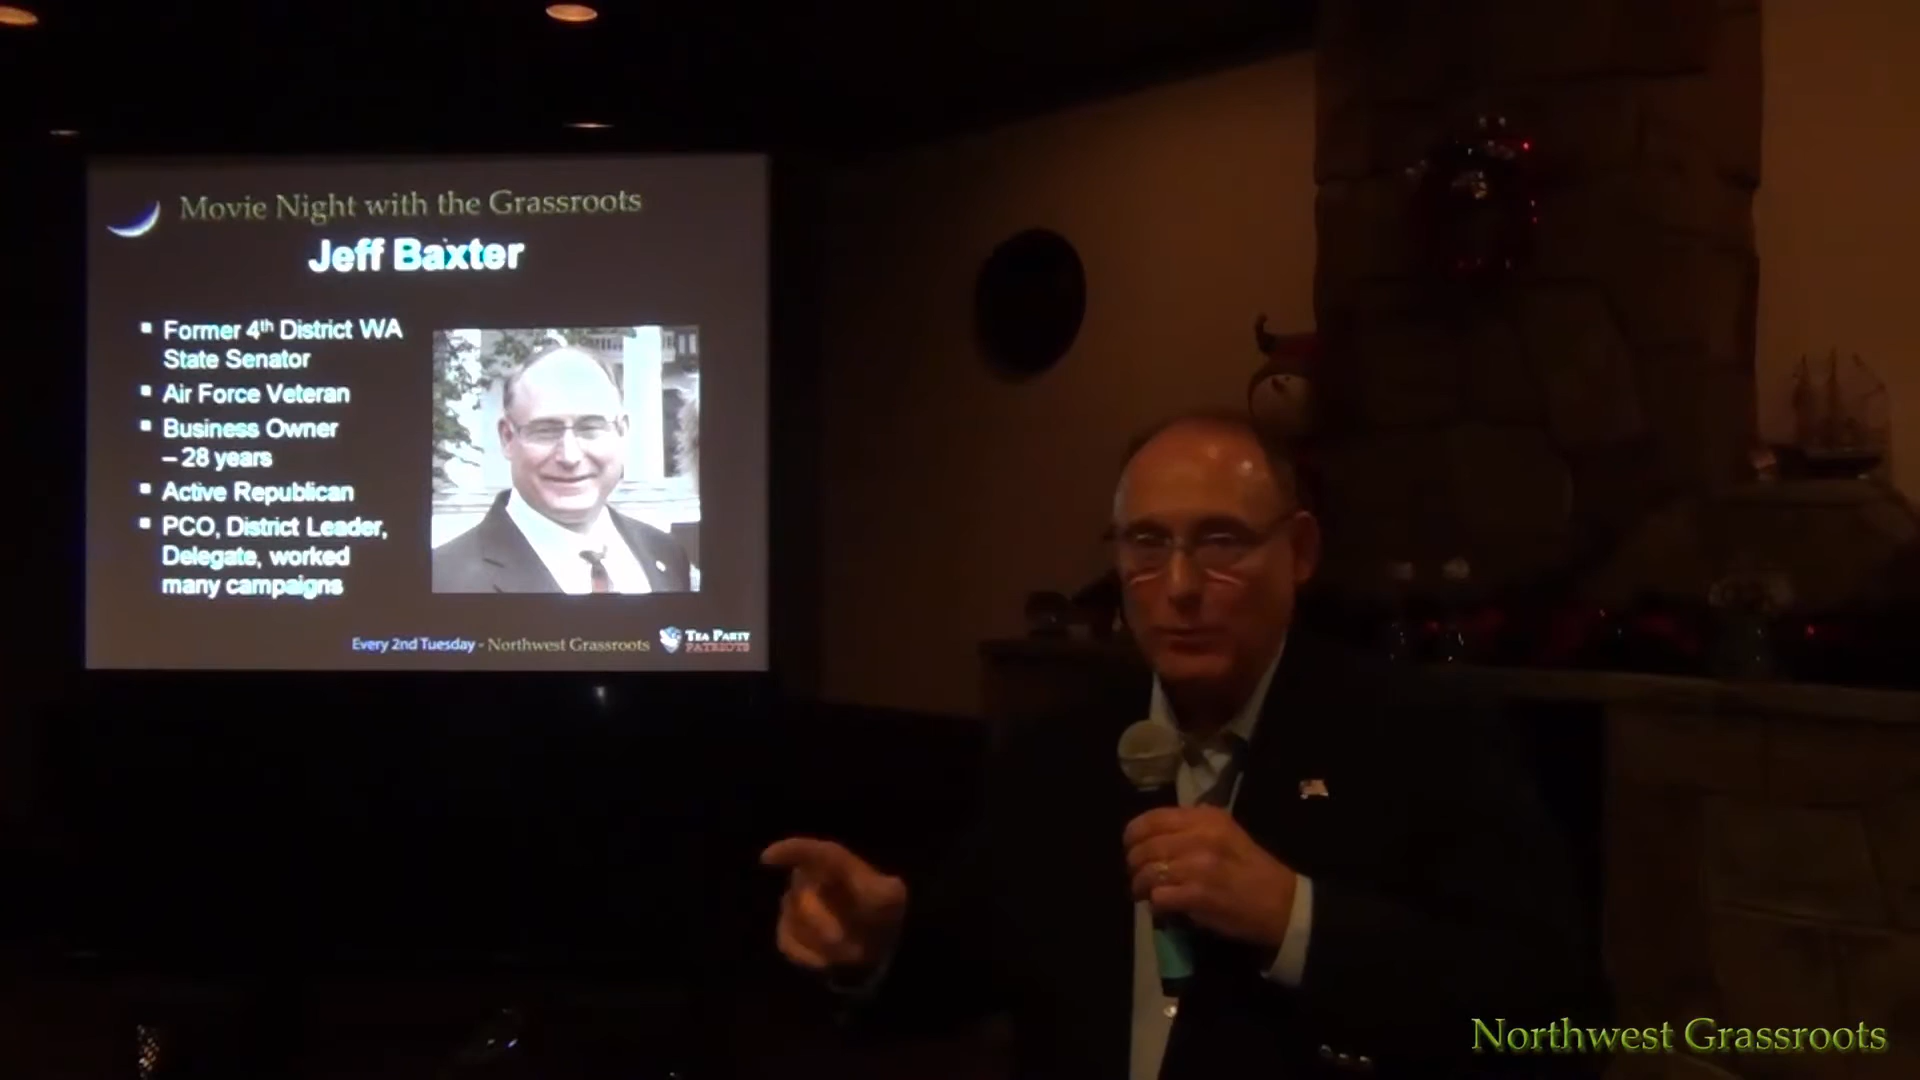 Movie Night with the Grassroots
Jeff Baxter
Former 4th District WA
State Senator
Air Force Veteran
Business Owner
– 28 years
Active Republican
PCO, District Leader,
Delegate, worked
many campaigns
Every 2nd Tuesday - Northwest Grassroots
TEA PARTY
PATRIOTS
Northwest Grassroots